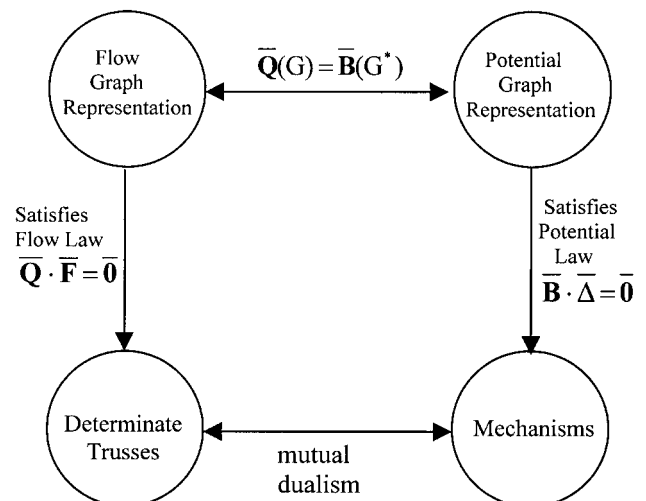 Flow
Graph
Representation
Q̅(G) = B̅(G*)
Potential
Graph
Representation
Satisfies
Flow Law
Q̅ · F̅ = 0̅
Satisfies
Potential
Law
B̅ · Δ̅ = 0̅
Determinate
Trusses
mutual
dualism
Mechanisms